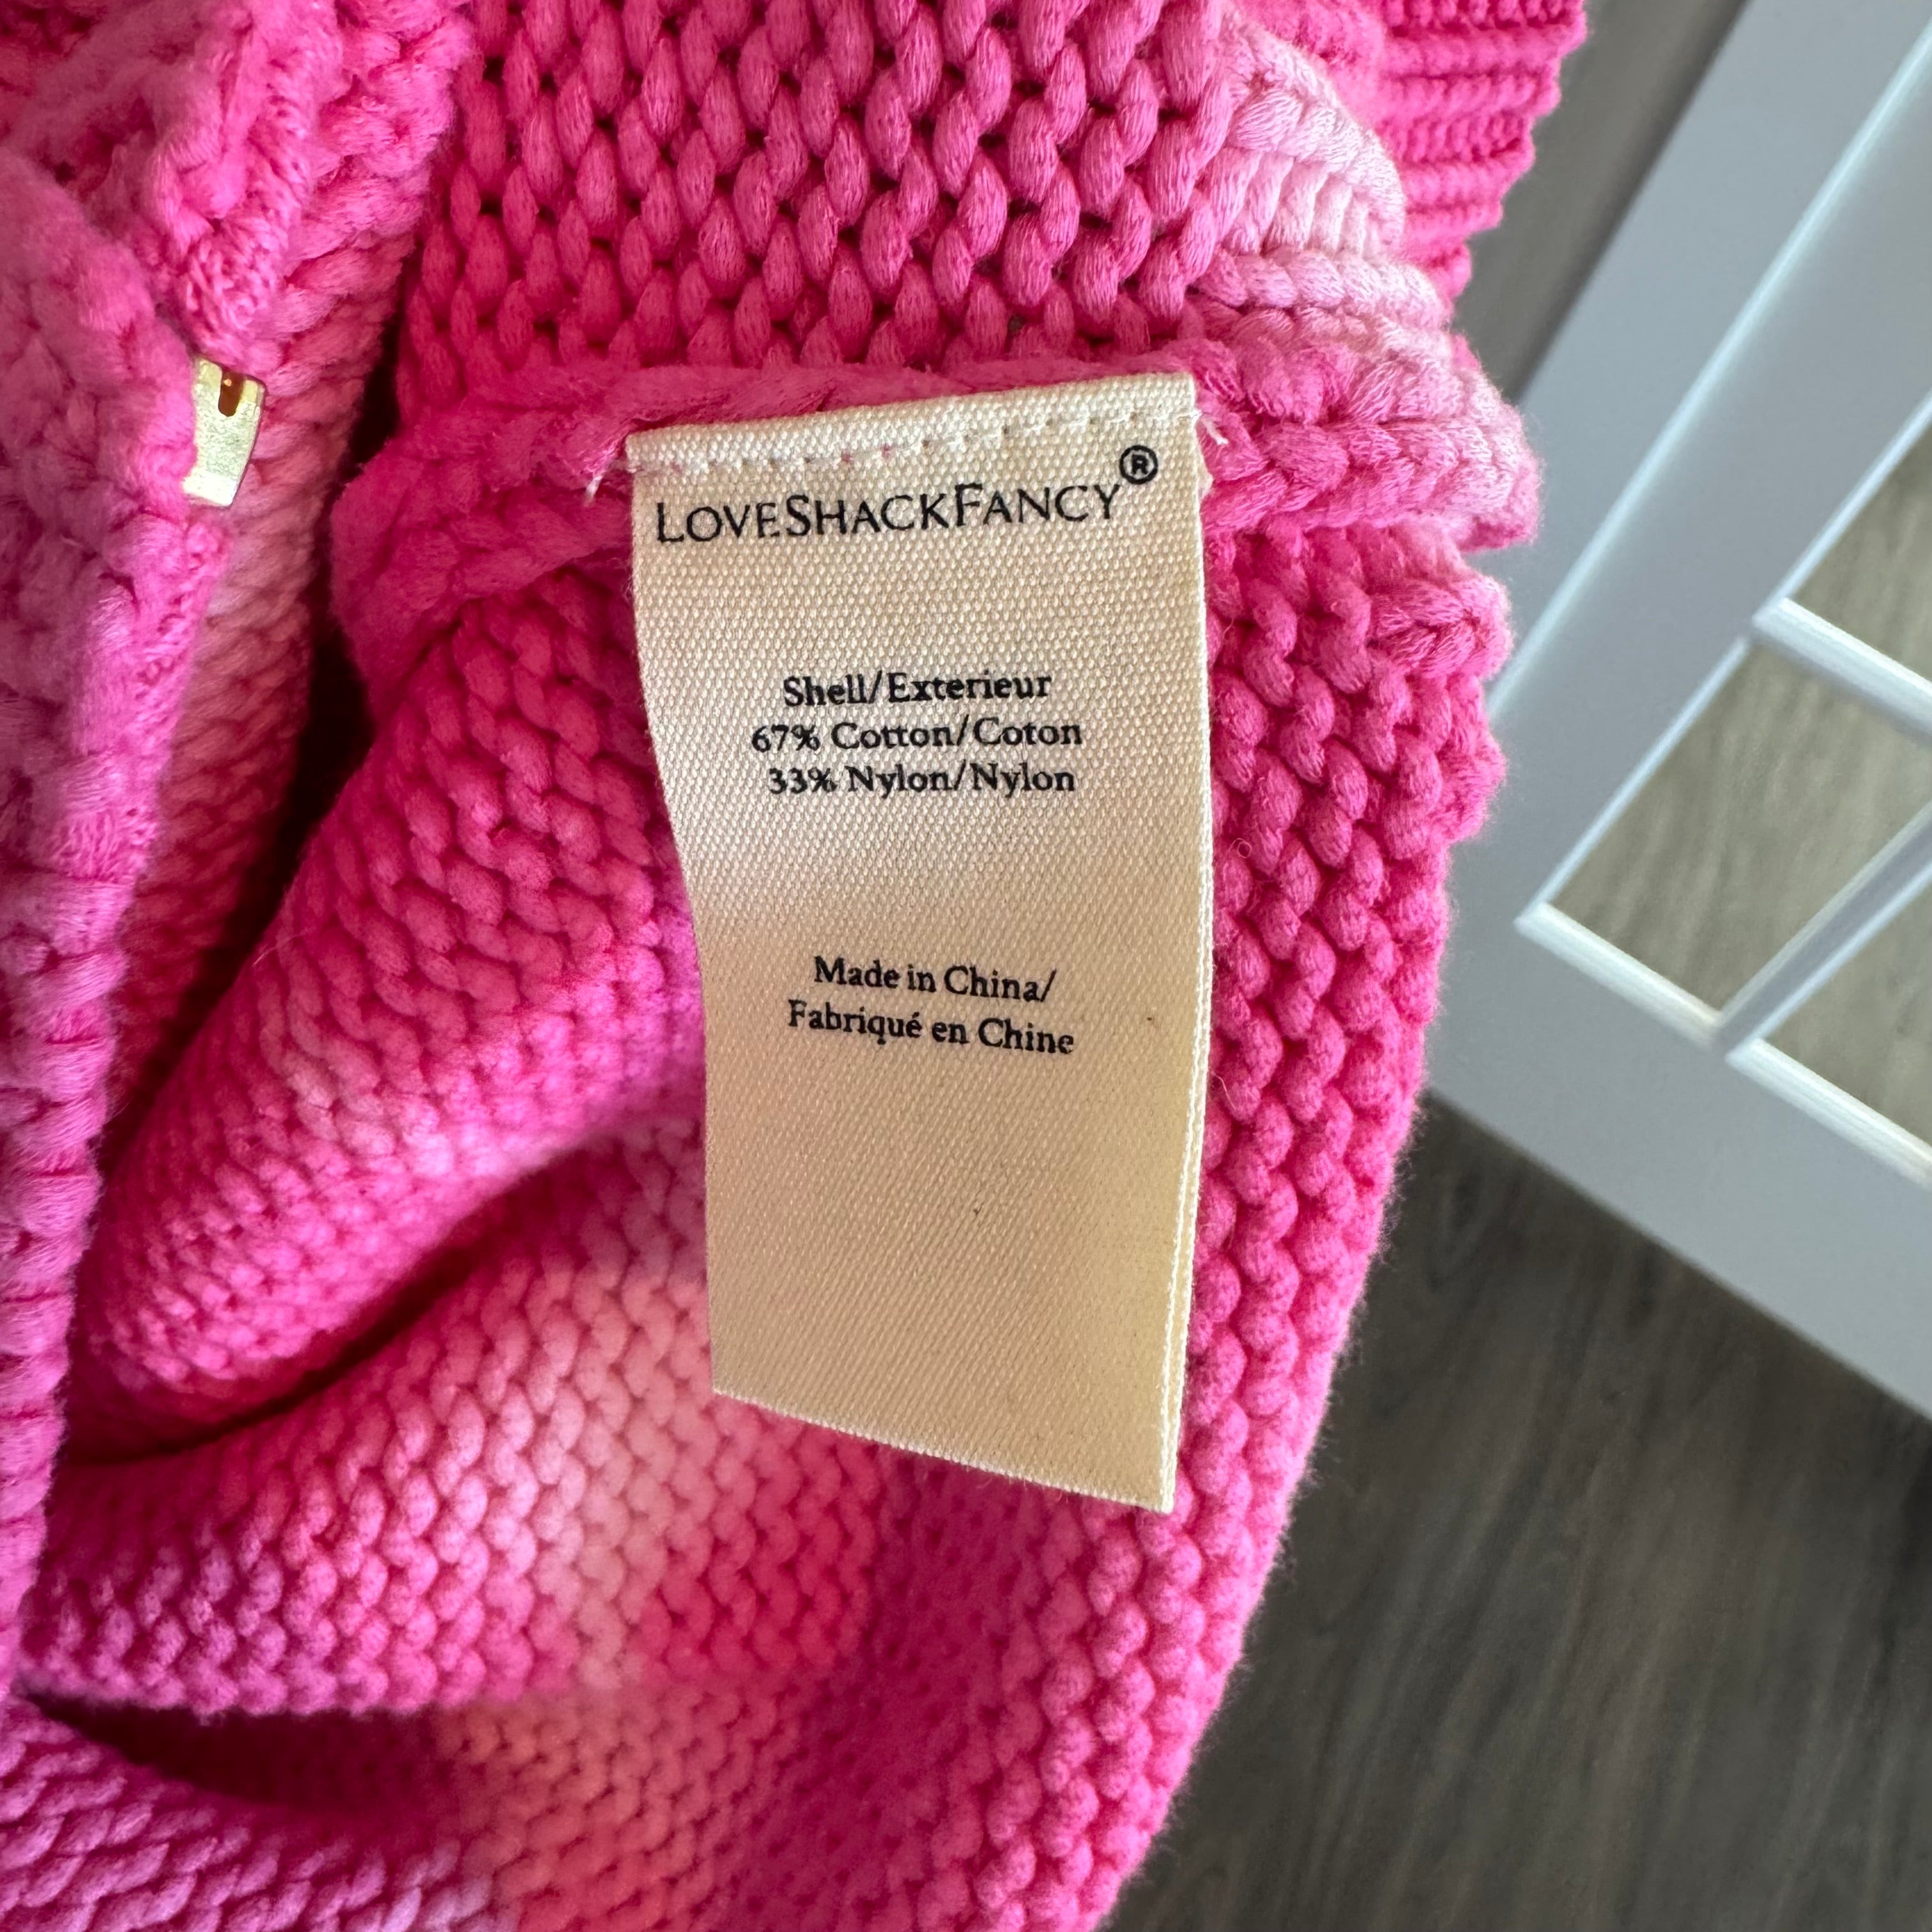 LOVESHACKFANCY®
Shell/Exterieur
67% Cotton/Coton
33% Nylon/Nylon
Made in China/
Fabriqué en Chine